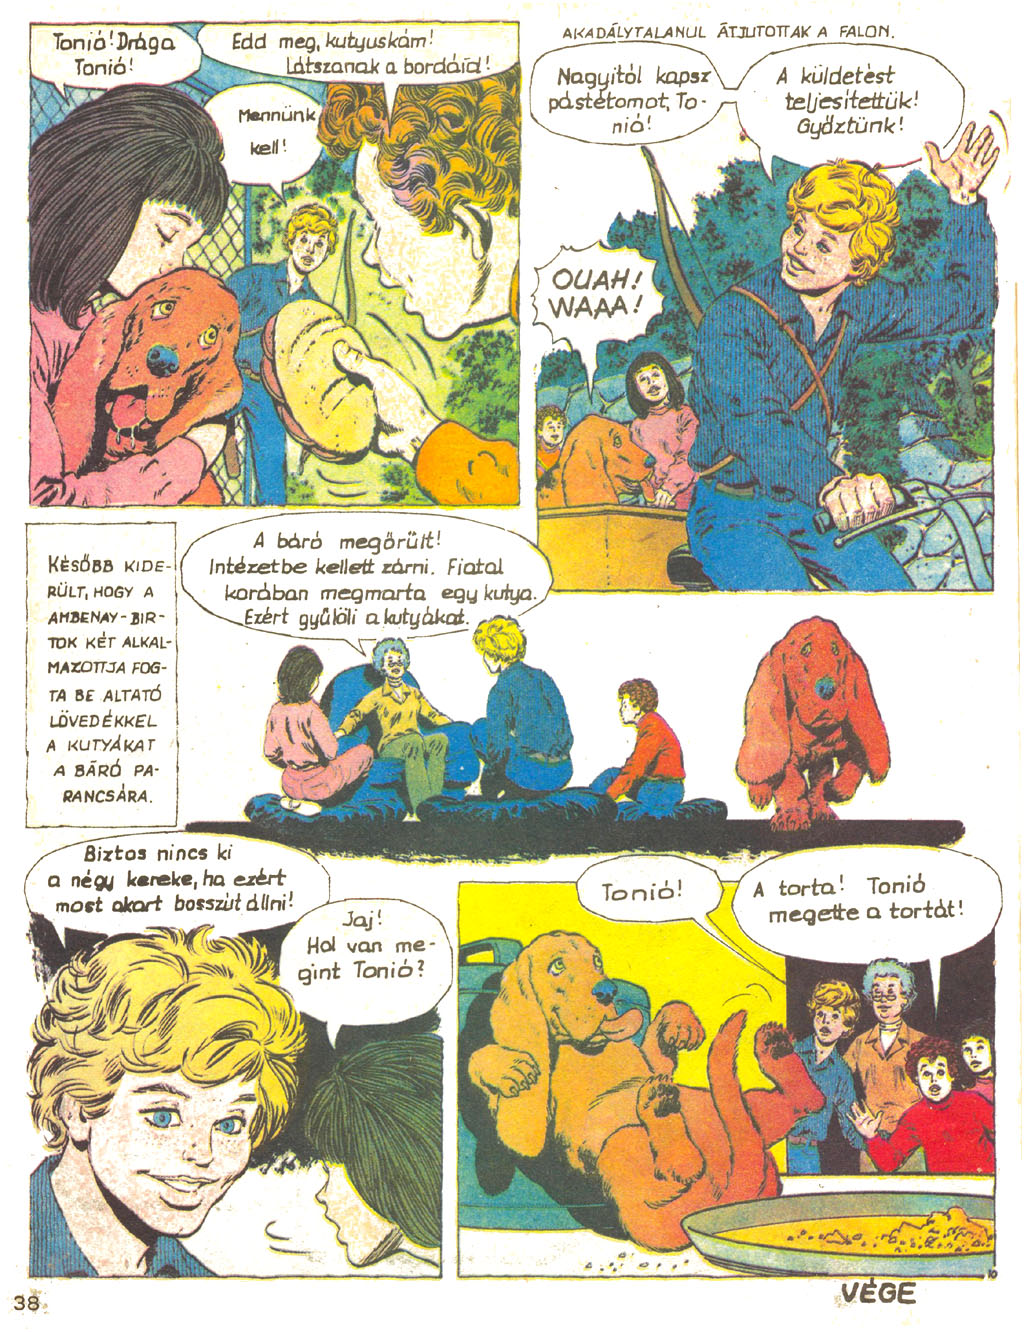 Tonió! Drága
Tonió!
Edd meg, kutyuskám!
Látszanak a bordáid!
Mennünk
kell!
AKADÁLYTALANUL ÁTJUTOTTAK A FALON.
Nagyitól kapsz
pástétomot, To-
nió!
A küldetést
teljesítettük!
Győztünk!
OUAH!
WAAA!
KÉSŐBB KIDE-
RÜLT, HOGY A
AMBENAY-BIR-
TOK KÉT ALKAL-
MAZOTTJA FOG-
TA BE ALTATÓ
LÖVEDÉKKEL
A KUTYÁKAT
A BÁRÓ PA-
RANCSÁRA.
A báró megőrült!
Intézetbe kellett zárni. Fiatal
korában megmarta egy kutya.
Ezért gyűlöli a kutyákat.
Biztos nincs ki
a négy kereke, ha ezért
most akart bosszút állni!
Jaj!
Hol van me-
gint Tonió?
Tonió!
A torta! Tonió
megette a tortát!
10
VÉGE
38